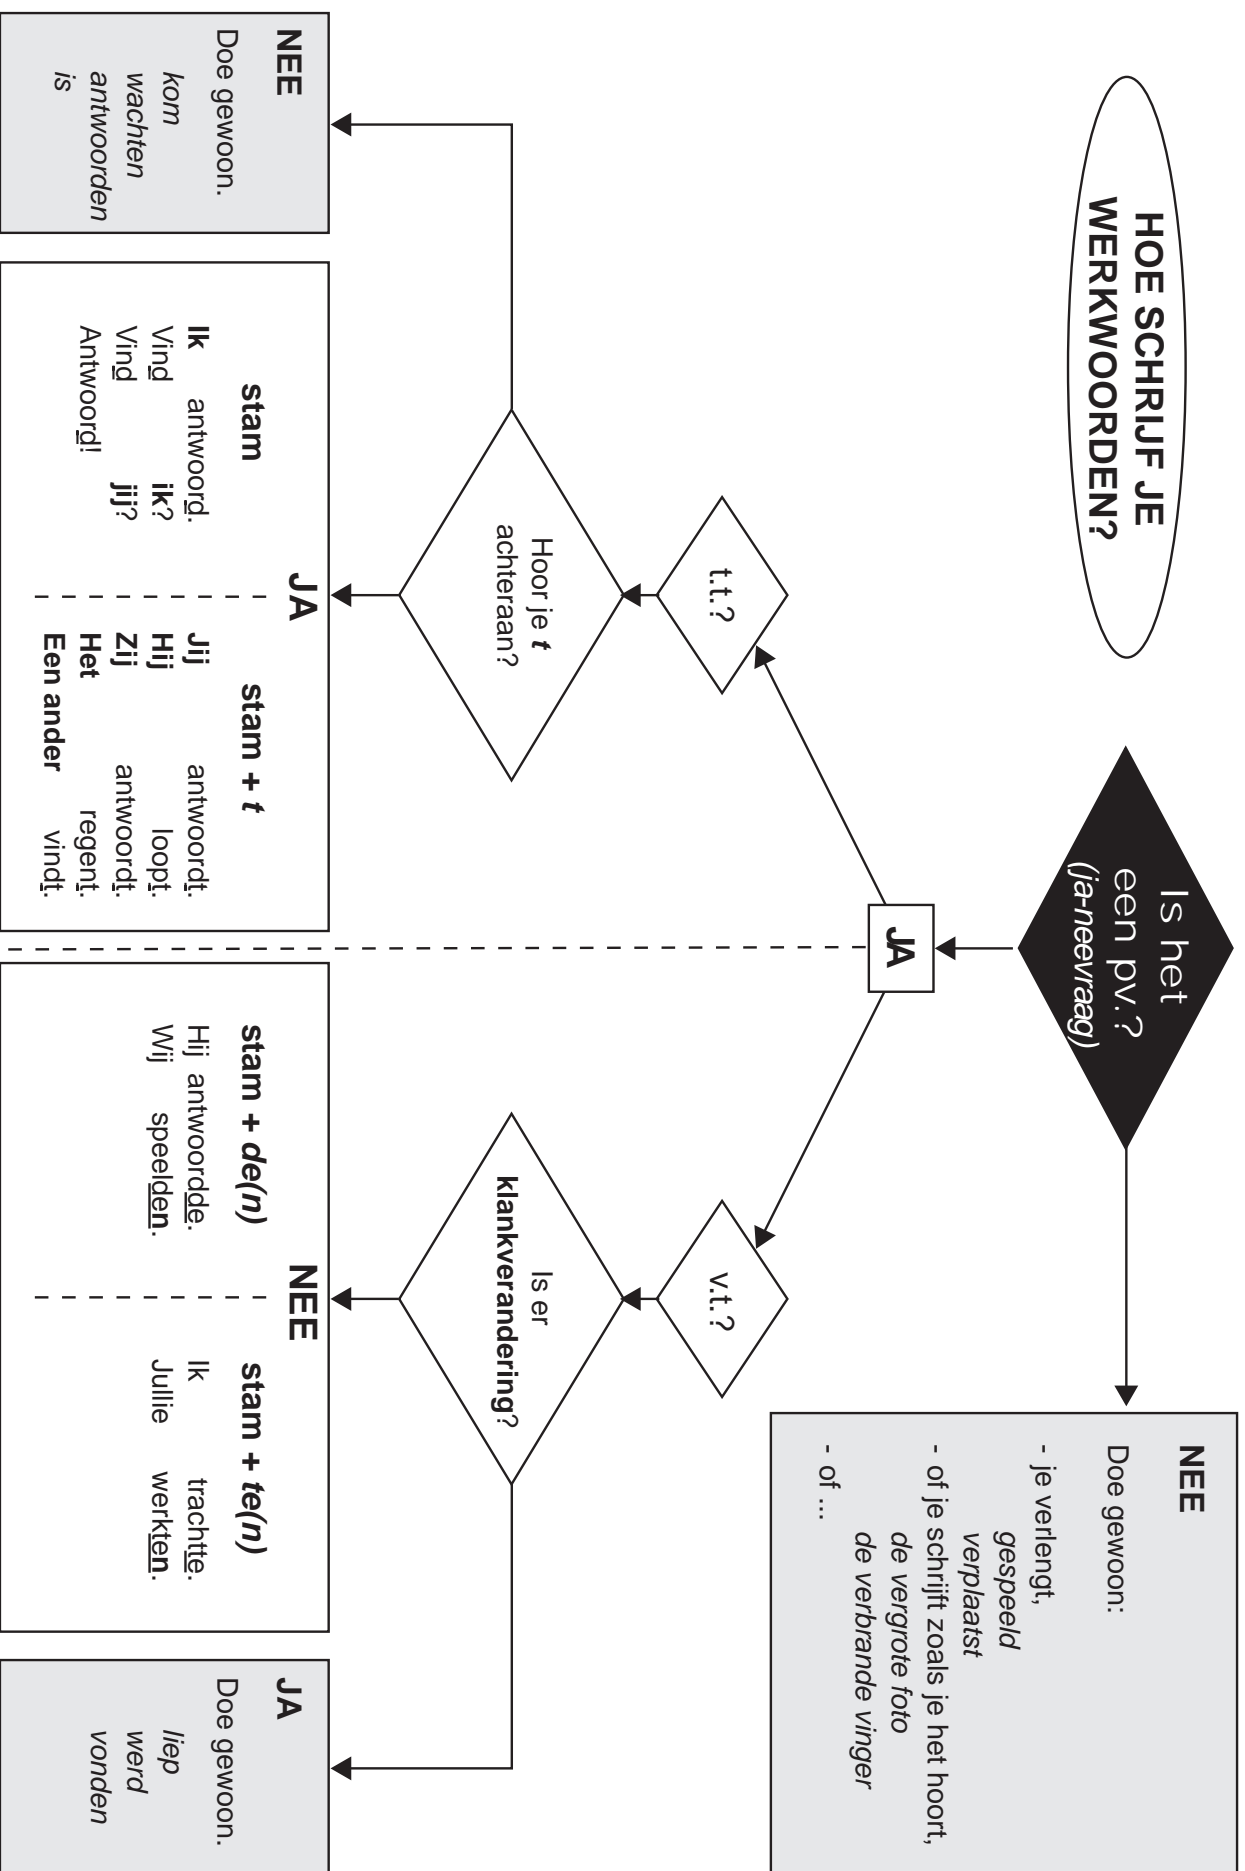 HOE SCHRIJF JE
WERKWOORDEN?
Is het
een pv.?
(ja-neevraag)
NEE
Doe gewoon:
- je verlengt,
gespeeld
verplaatst
- of je schrijft zoals je het hoort,
de vergrote foto
de verbrande vinger
- of ...
JA
t.t.?
v.t.?
Hoor je t
achteraan?
Is er
klankverandering?
NEE
Doe gewoon.
kom
wachten
antwoorden
is
JA
stam
Ik antwoord.
Vind ik?
Vind jij?
Antwoord!
stam + t
Jij antwoordt.
Hij loopt.
Zij antwoordt.
Het regent.
Een ander vindt.
NEE
stam + de(n)
Hij antwoordde.
Wij speelden.
stam + te(n)
Ik trachtte.
Jullie werkten.
JA
Doe gewoon.
liep
werd
vonden